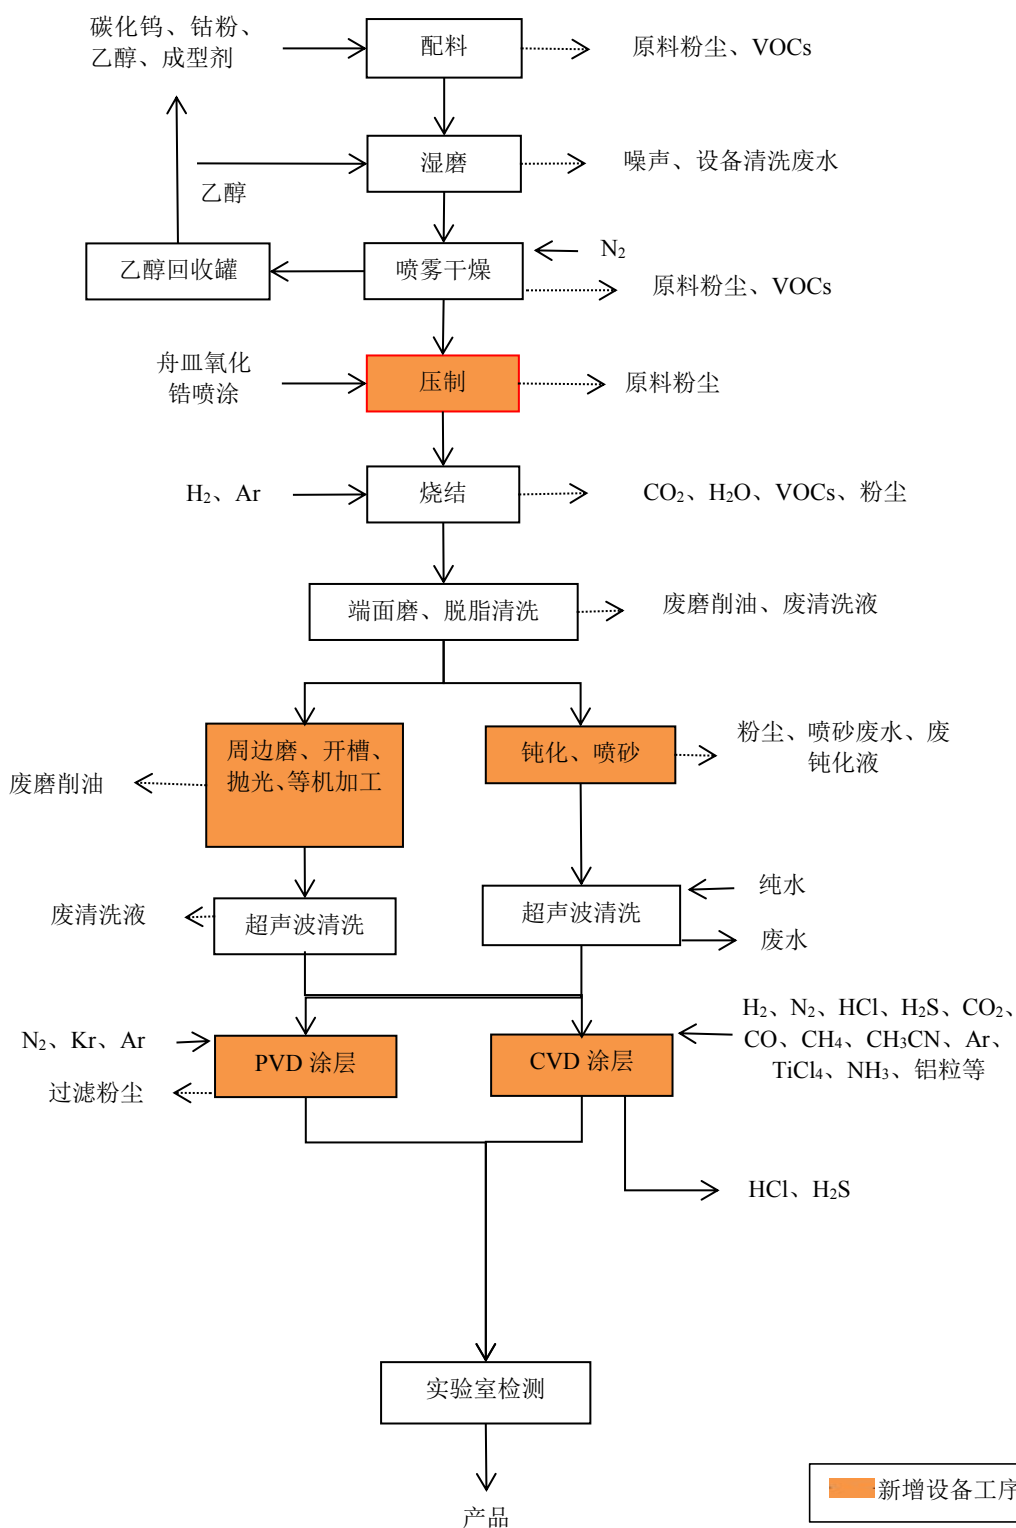 碳化钨、钴粉、
乙醇、成型剂
配料
原料粉尘、VOCs
湿磨
噪声、设备清洗废水
乙醇
乙醇回收罐
喷雾干燥
N₂
原料粉尘、VOCs
舟皿氧化
锆喷涂
压制
原料粉尘
H₂、Ar
烧结
CO₂、H₂O、VOCs、粉尘
端面磨、脱脂清洗
废磨削油、废清洗液
废磨削油
周边磨、开槽、
抛光、等机加工
钝化、喷砂
粉尘、喷砂废水、废
钝化液
废清洗液
超声波清洗
超声波清洗
纯水
废水
N₂、Kr、Ar
过滤粉尘
PVD 涂层
CVD 涂层
H₂、N₂、HCl、H₂S、CO₂、
CO、CH₄、CH₃CN、Ar、
TiCl₄、NH₃、铝粒等
HCl、H₂S
实验室检测
产品
新增设备工序